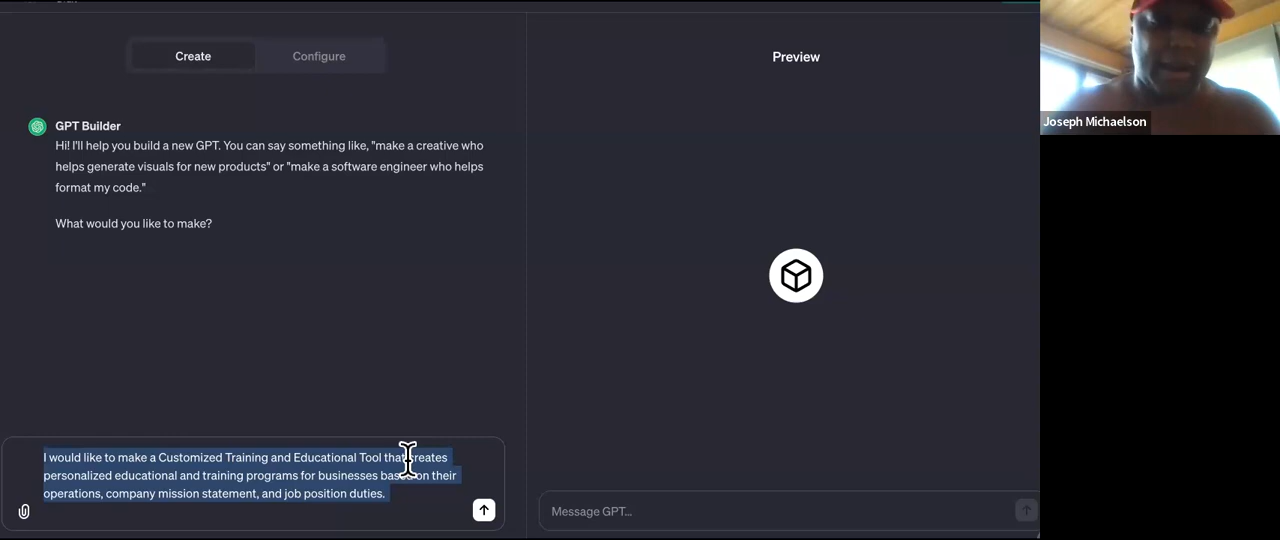 Create
Configure
Preview
GPT Builder
Hi! I'll help you build a new GPT. You can say something like, "make a creative who
helps generate visuals for new products" or "make a software engineer who helps
format my code."
What would you like to make?
Joseph Michaelson
I would like to make a Customized Training and Educational Tool that creates
personalized educational and training programs for businesses based on their
operations, company mission statement, and job position duties.
Message GPT...